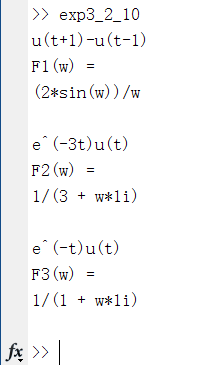 >> exp3_2_10
u(t+1)-u(t-1)
F1(w) =
(2*sin(w))/w
e^(-3t)u(t)
F2(w) =
1/(3 + w*1i)
e^(-t)u(t)
F3(w) =
1/(1 + w*1i)
fx >>